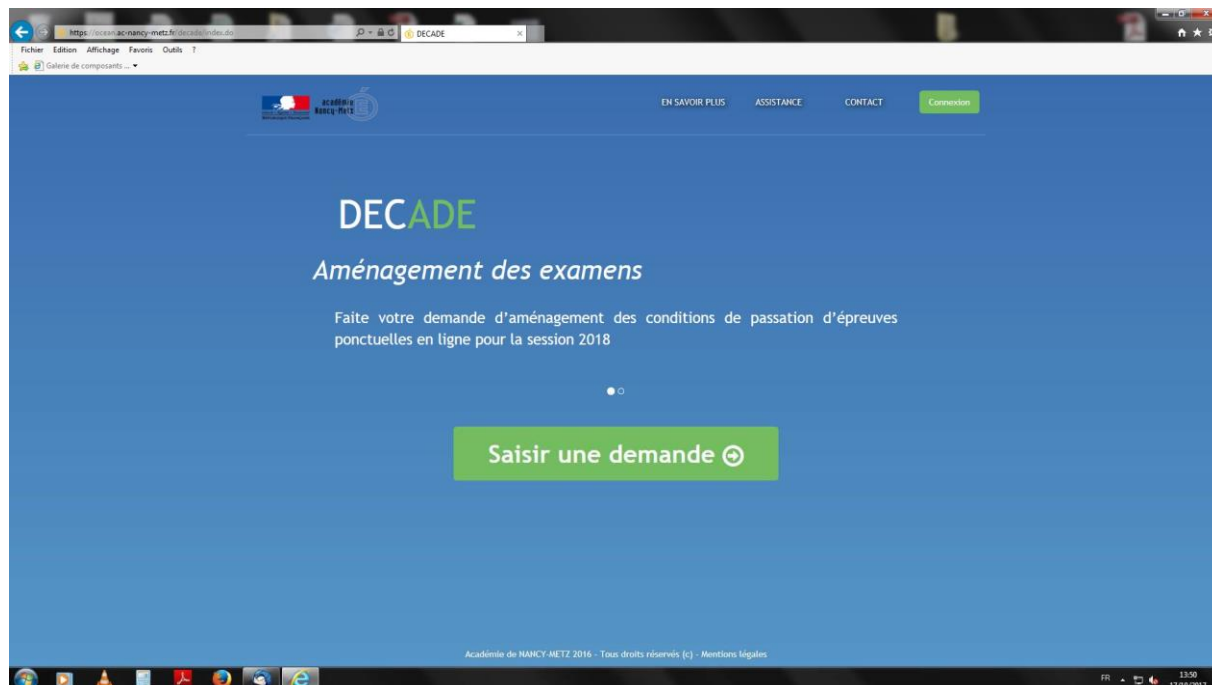 https://ocean.ac-nancy-metz.fr/decade/index.do
DECADE
Fichier Edition Affichage Favoris Outils ?
Galerie de composants ...
académie
Nancy-Metz
EN SAVOIR PLUS ASSISTANCE CONTACT Connexion
DECADE
Aménagement des examens
Faite votre demande d'aménagement des conditions de passation d'épreuves
ponctuelles en ligne pour la session 2018
Saisir une demande
Académie de NANCY-METZ 2016 - Tous droits réservés (c) - Mentions légales
FR 13:50